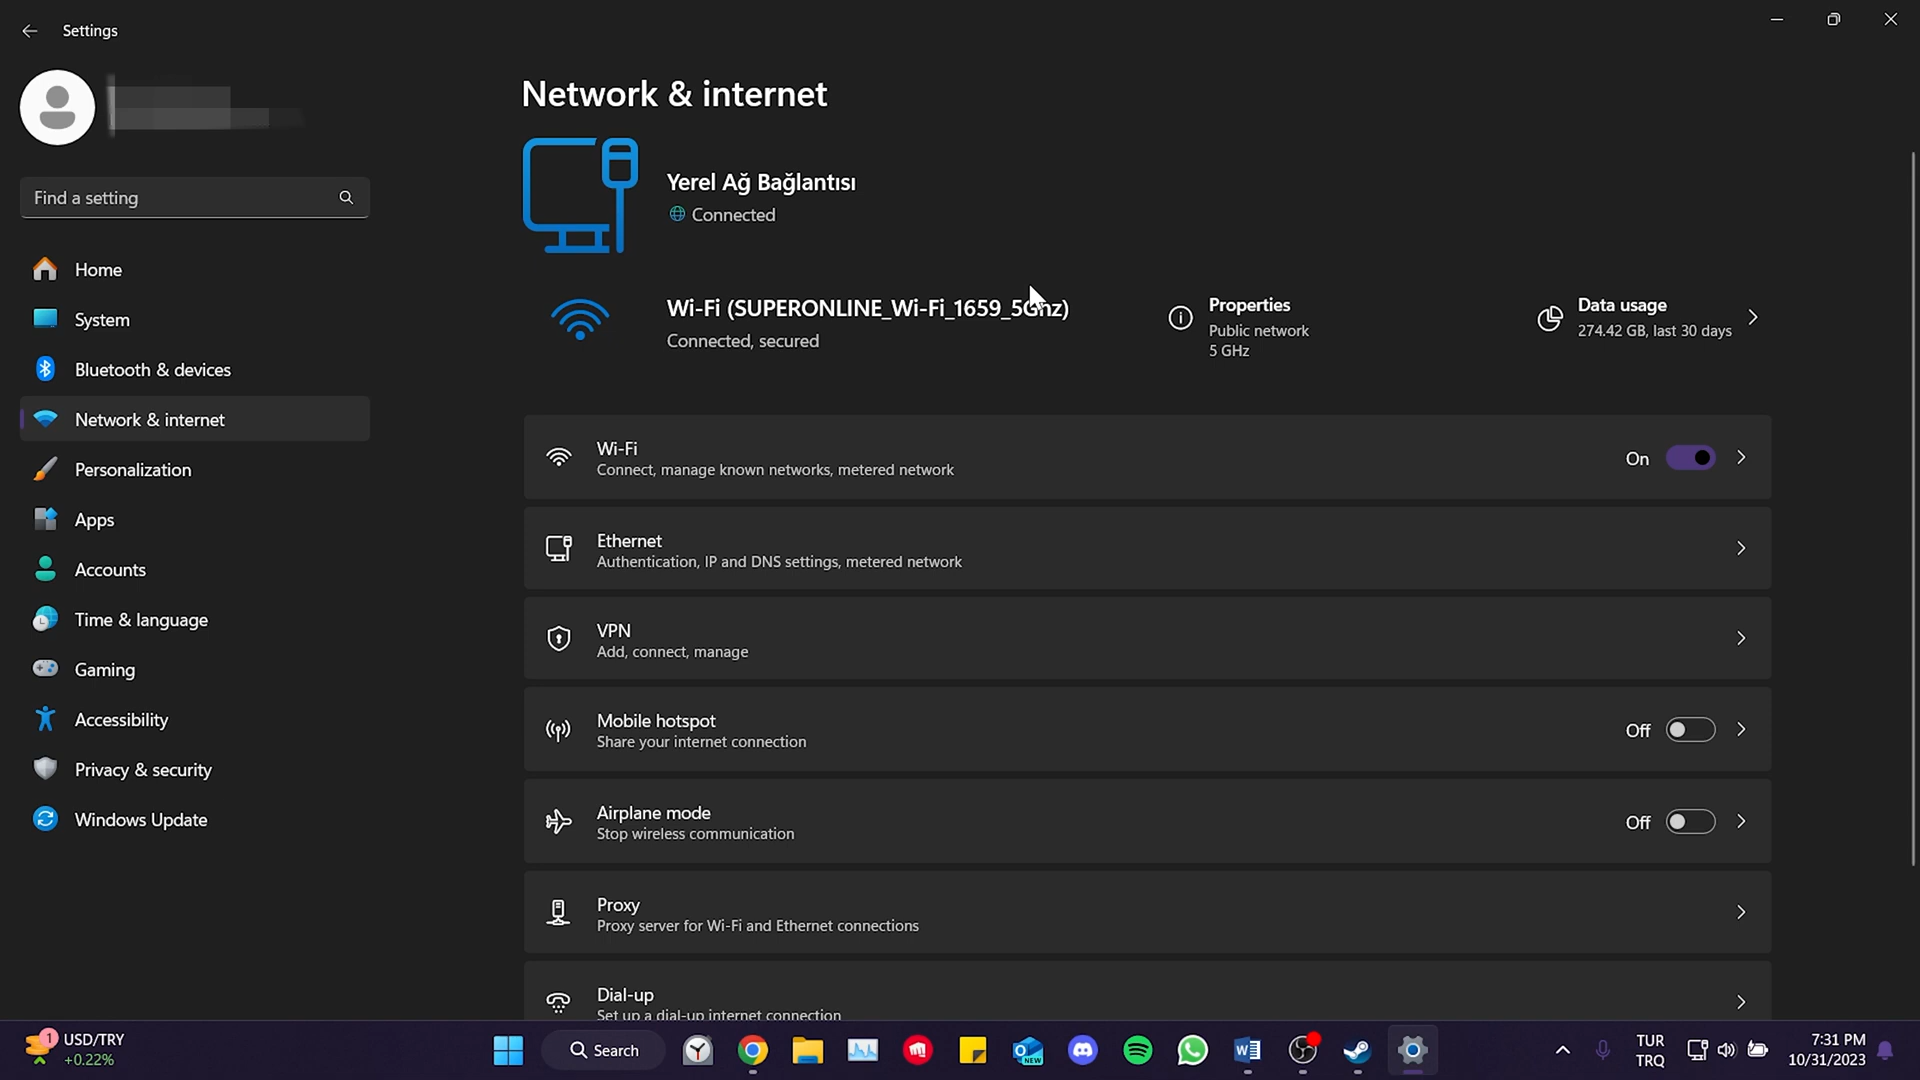 Settings
Find a setting
Home
System
Bluetooth & devices
Network & internet
Personalization
Apps
Accounts
Time & language
Gaming
Accessibility
Privacy & security
Windows Update
Network & internet
Yerel Ağ Bağlantısı
Connected
Wi-Fi (SUPERONLINE_Wi-Fi_1659_5Ghz)
Connected, secured
Properties
Public network
5 GHz
Data usage
274.42 GB, last 30 days
Wi-Fi
Connect, manage known networks, metered network
On
Ethernet
Authentication, IP and DNS settings, metered network
VPN
Add, connect, manage
Mobile hotspot
Share your internet connection
Off
Airplane mode
Stop wireless communication
Off
Proxy
Proxy server for Wi-Fi and Ethernet connections
Dial-up
Set up a dial-up internet connection
1
USD/TRY
+0.22%
Search
NEW
TUR
TRQ
7:31 PM
10/31/2023